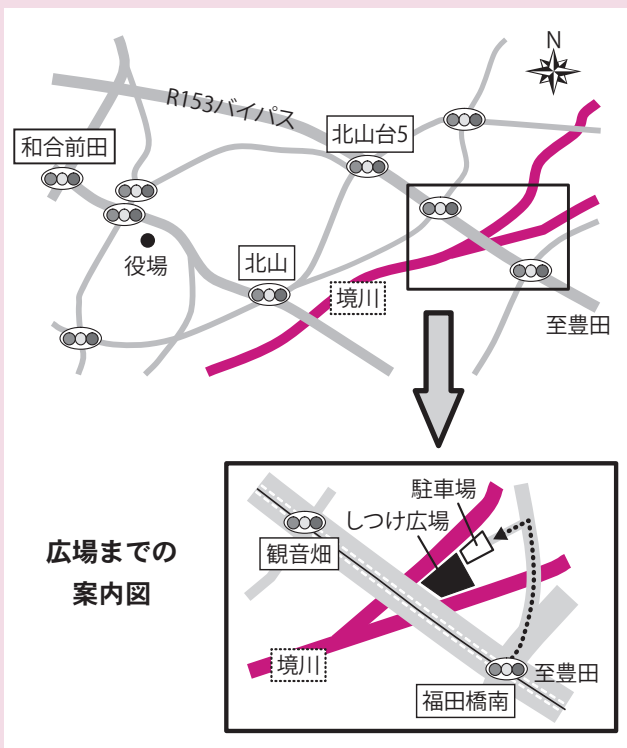 N
R153バイパス
北山台5
和合前田
役場
北山
境川
至豊田
駐車場
しつけ広場
観音畑
広場までの
案内図
境川
至豊田
福田橋南